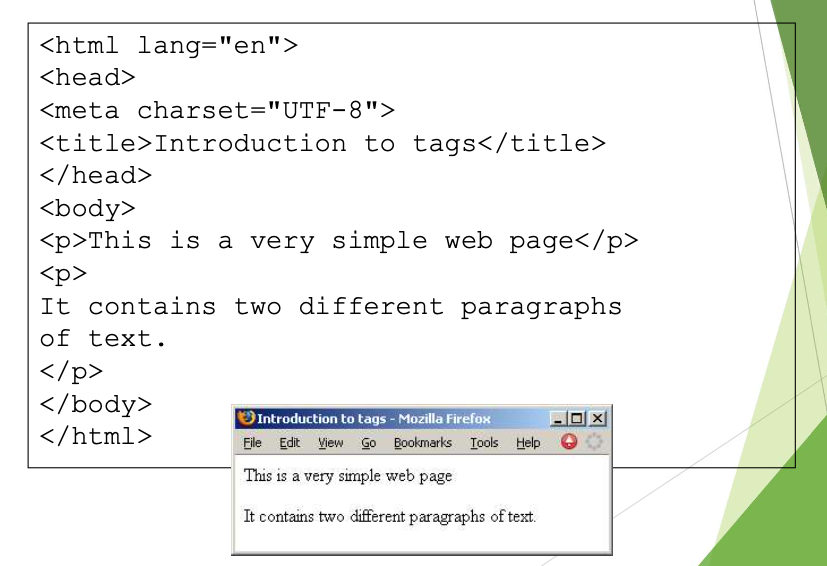 <html lang="en">
<head>
<meta charset="UTF-8">
<title>Introduction to tags</title>
</head>
<body>
<p>This is a very simple web page</p>
<p>
It contains two different paragraphs
of text.
</p>
</body>
</html>
Introduction to tags - Mozilla Firefox
File Edit View Go Bookmarks Tools Help
This is a very simple web page
It contains two different paragraphs of text.